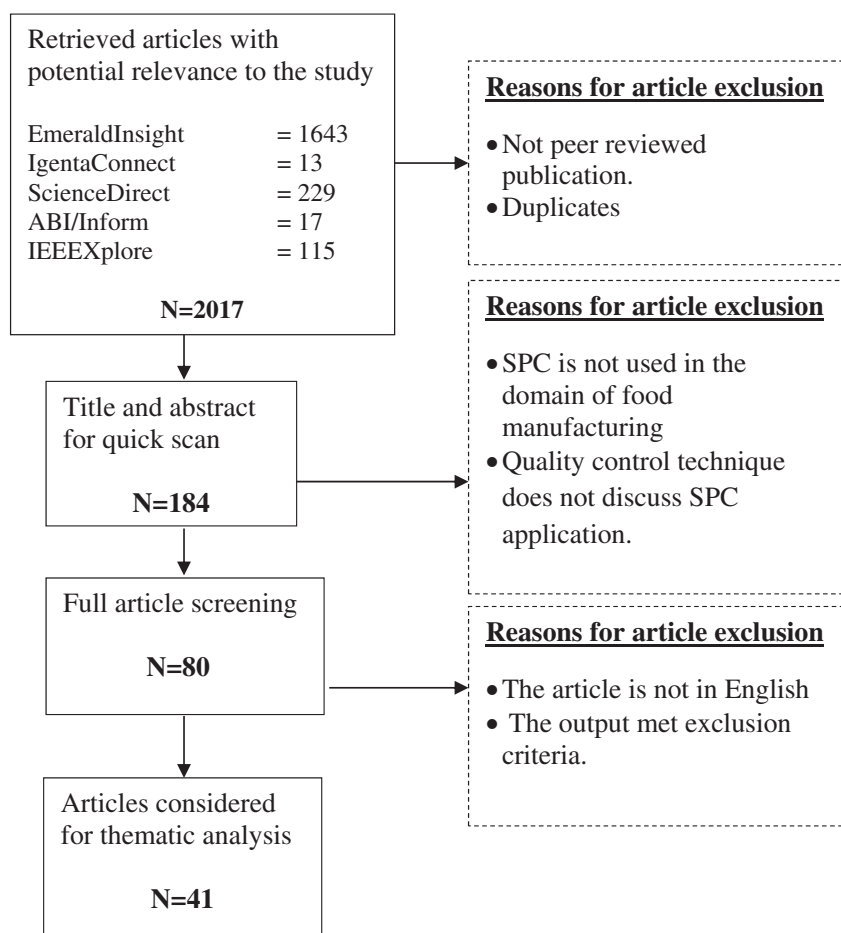 Retrieved articles with
potential relevance to the study
EmeraldInsight = 1643
IgentaConnect = 13
ScienceDirect = 229
ABI/Inform = 17
IEEEXplore = 115
N=2017
Reasons for article exclusion
• Not peer reviewed
publication.
• Duplicates
Title and abstract
for quick scan
N=184
Reasons for article exclusion
• SPC is not used in the
domain of food
manufacturing
• Quality control technique
does not discuss SPC
application.
Full article screening
N=80
Reasons for article exclusion
• The article is not in English
• The output met exclusion
criteria.
Articles considered
for thematic analysis
N=41